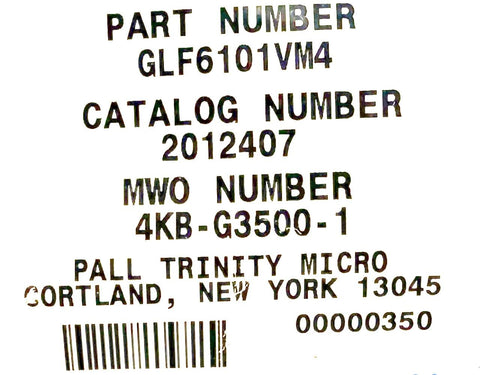 PART NUMBER
GLF6101VM4
CATALOG NUMBER
2012407
MWO NUMBER
4KB-G3500-1
PALL TRINITY MICRO
CORTLAND, NEW YORK 13045
00000350